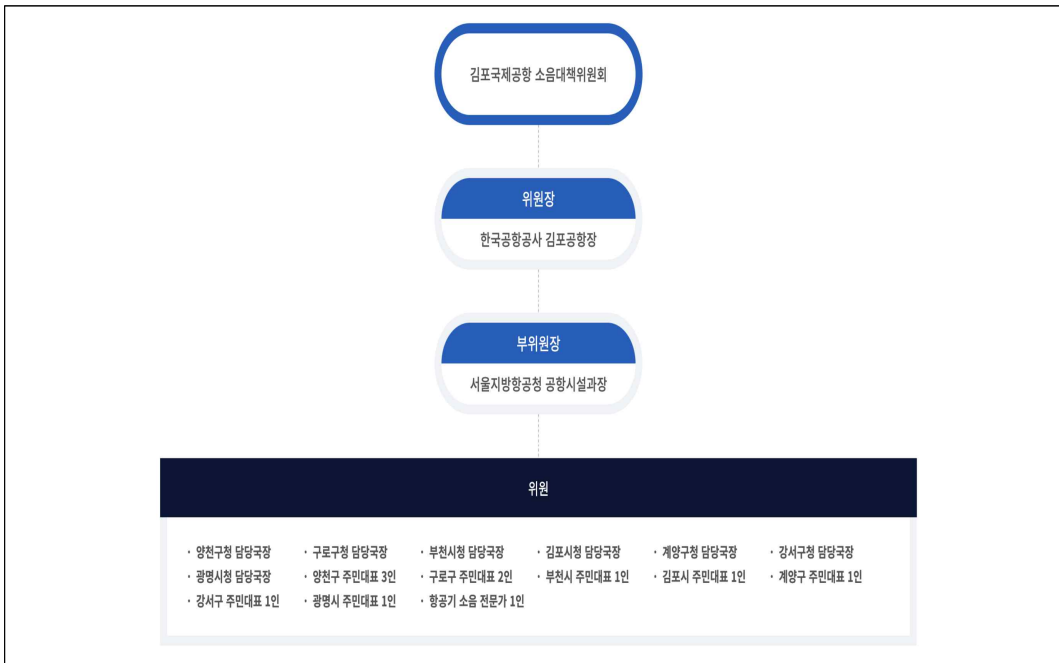 김포국제공항 소음대책위원회
위원장
한국공항공사 김포공항장
부위원장
서울지방항공청 공항시설과장
위원
· 양천구청 담당국장 · 구로구청 담당국장 · 부천시청 담당국장 · 김포시청 담당국장 · 계양구청 담당국장 · 강서구청 담당국장
· 광명시청 담당국장 · 양천구 주민대표 3인 · 구로구 주민대표 2인 · 부천시 주민대표 1인 · 김포시 주민대표 1인 · 계양구 주민대표 1인
· 강서구 주민대표 1인 · 광명시 주민대표 1인 · 항공기 소음 전문가 1인